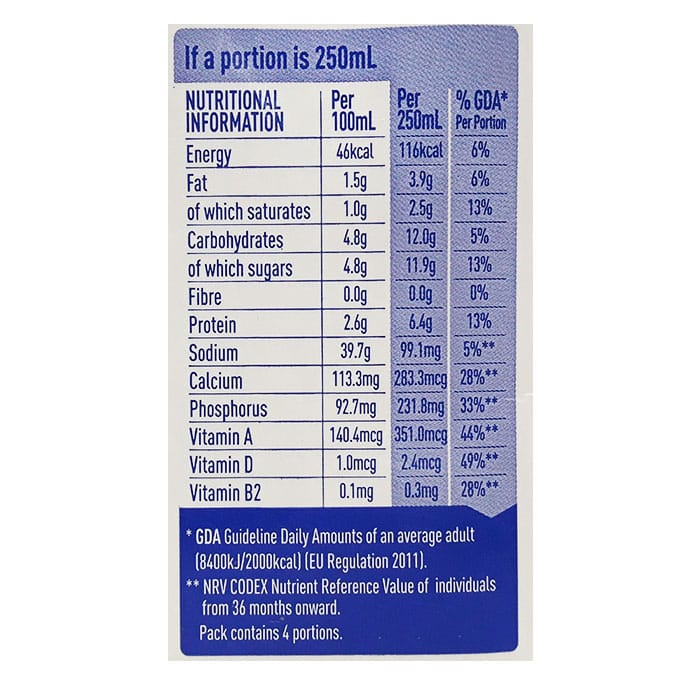 If a portion is 250mL
NUTRITIONAL INFORMATION Per 100mL Per 250mL % GDA* Per Portion
Energy 46kcal 116kcal 6%
Fat 1.5g 3.9g 6%
of which saturates 1.0g 2.5g 13%
Carbohydrates 4.8g 12.0g 5%
of which sugars 4.8g 11.9g 13%
Fibre 0.0g 0.0g 0%
Protein 2.6g 6.4g 13%
Sodium 39.7g 99.1mg 5%**
Calcium 113.3mg 283.3mcg 28%**
Phosphorus 92.7mg 231.8mg 33%**
Vitamin A 140.4mcg 351.0mcg 44%**
Vitamin D 1.0mcg 2.4mcg 49%**
Vitamin B2 0.1mg 0.3mg 28%**
* GDA Guideline Daily Amounts of an average adult
(8400kJ/2000kcal) (EU Regulation 2011).
** NRV CODEX Nutrient Reference Value of individuals
from 36 months onward.
Pack contains 4 portions.